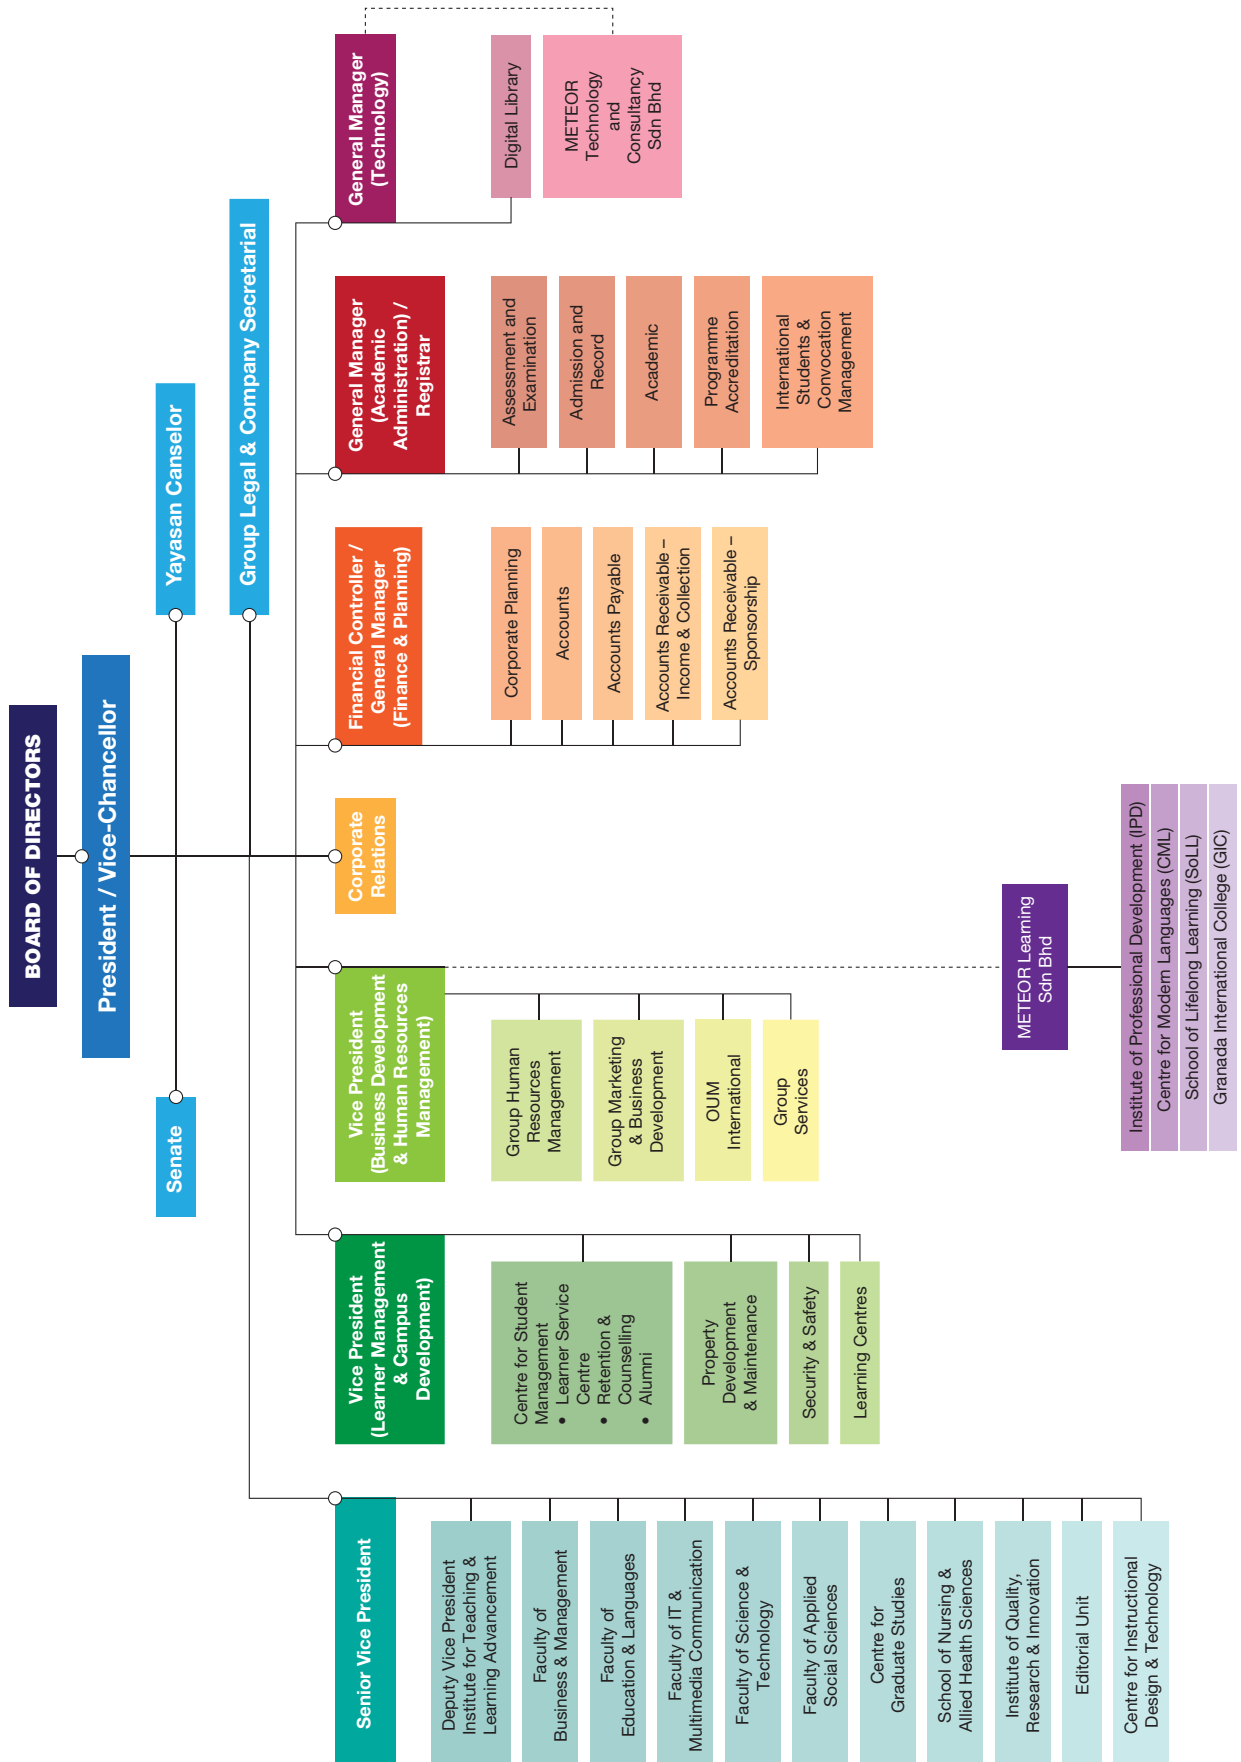 BOARD OF DIRECTORS
President / Vice-Chancellor
Senate
Yayasan Canselor
Group Legal & Company Secretarial
Senior Vice President
Deputy Vice President
Institute for Teaching &
Learning Advancement
Faculty of
Business & Management
Faculty of
Education & Languages
Faculty of IT &
Multimedia Communication
Faculty of Science &
Technology
Faculty of Applied
Social Sciences
Centre for
Graduate Studies
School of Nursing &
Allied Health Sciences
Institute of Quality,
Research & Innovation
Editorial Unit
Centre for Instructional
Design & Technology
Vice President
(Learner Management
& Campus
Development)
Centre for Student
Management
• Learner Service
Centre
• Retention &
Counselling
• Alumni
Property
Development
& Maintenance
Security & Safety
Learning Centres
Vice President
(Business Development
& Human Resources
Management)
Group Human
Resources
Management
Group Marketing
& Business
Development
OUM
International
Group
Services
METEOR Learning
Sdn Bhd
Institute of Professional Development (IPD)
Centre for Modern Languages (CML)
School of Lifelong Learning (SoLL)
Granada International College (GIC)
Corporate
Relations
Financial Controller /
General Manager
(Finance & Planning)
Corporate Planning
Accounts
Accounts Payable
Accounts Receivable –
Income & Collection
Accounts Receivable –
Sponsorship
General Manager
(Academic
Administration) /
Registrar
Assessment and
Examination
Admission and
Record
Academic
Programme
Accreditation
International
Students &
Convocation
Management
General Manager
(Technology)
Digital Library
METEOR
Technology
and
Consultancy
Sdn Bhd